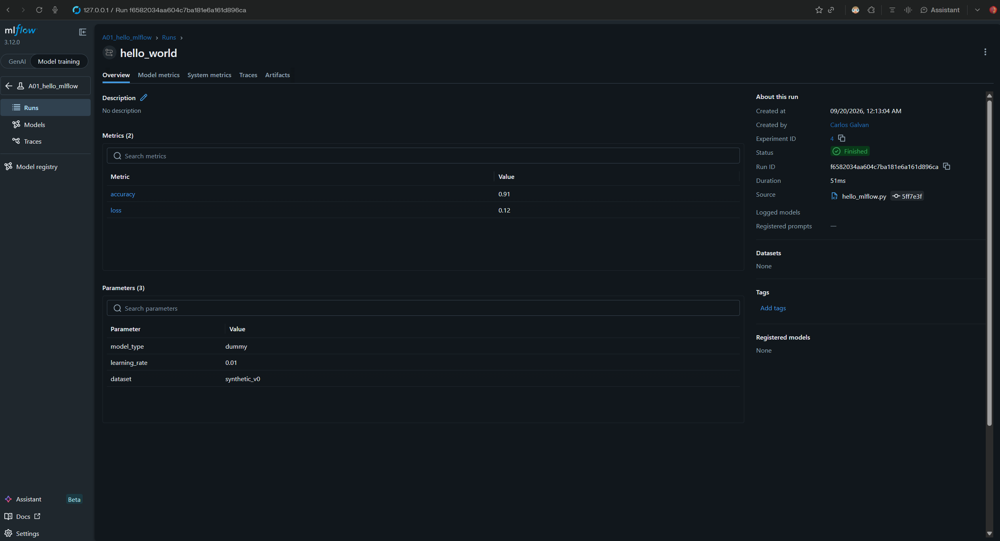 127.0.0.1 / Run f6582034aa604c7ba181e6a161d896ca
Assistant
mlflow
3.12.0
GenAI
Model training
A01_hello_mlflow
Runs
Models
Traces
Model registry
Assistant
Beta
Docs
Settings
A01_hello_mlflow › Runs ›
hello_world
Overview Model metrics System metrics Traces Artifacts
Description
No description
Metrics (2)
Search metrics
Metric Value
accuracy 0.91
loss 0.12
Parameters (3)
Search parameters
Parameter Value
model_type dummy
learning_rate 0.01
dataset synthetic_v0
About this run
Created at 09/20/2026, 12:13:04 AM
Created by Carlos Galvan
Experiment ID 4
Status Finished
Run ID f6582034aa604c7ba181e6a161d896ca
Duration 51ms
Source hello_mlflow.py 5ff7e3f
Logged models
Registered prompts —
Datasets
None
Tags
Add tags
Registered models
None